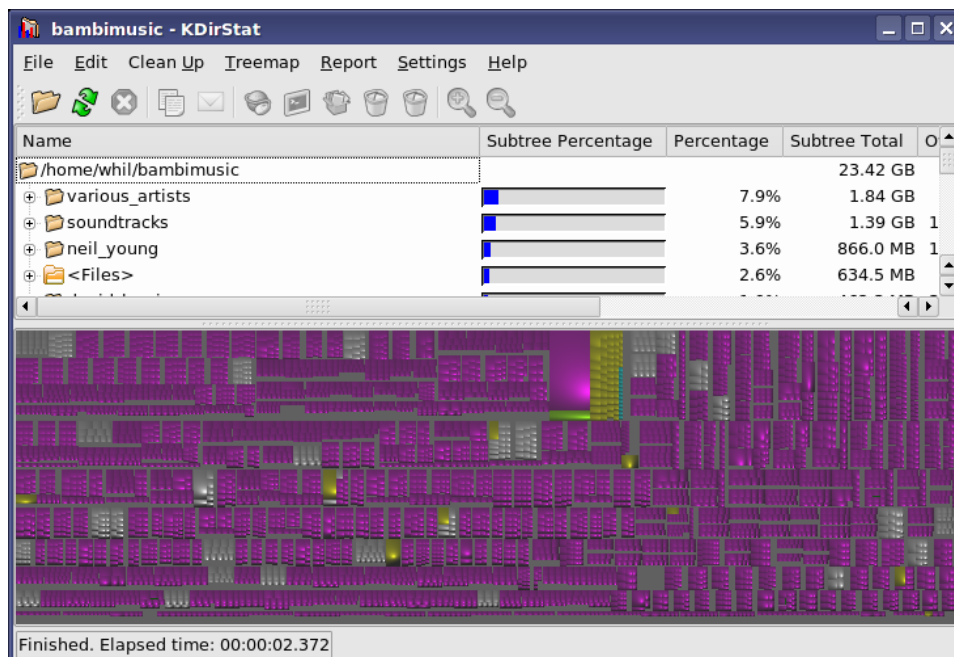 bambimusic - KDirStat
File Edit Clean Up Treemap Report Settings Help
Name Subtree Percentage Percentage Subtree Total O
/home/whil/bambimusic 23.42 GB
various_artists 7.9% 1.84 GB
soundtracks 5.9% 1.39 GB 1
neil_young 3.6% 866.0 MB 1
<Files> 2.6% 634.5 MB
Finished. Elapsed time: 00:00:02.372